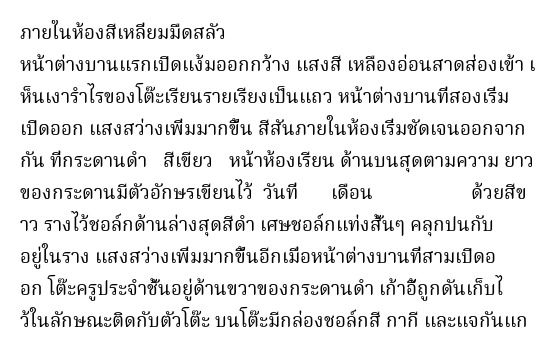 ภายในห้องสีเหลียมมืดสลัว
หน้าต่างบานแรกเปิดแง้มออกกว้าง แสงสี เหลืองอ่อนสาดส่องเข้า เ
ห็นเงารำไรของโต๊ะเรียนรายเรียงเป็นแถว หน้าต่างบานทีสองเริม
เปิดออก แสงสว่างเพิมมากขึน สีสันภายในห้องเริมชัดเจนออกจาก
กัน ทีกระดานดำ สีเขียว หน้าห้องเรียน ด้านบนสุดตามความ ยาว
ของกระดานมีตัวอักษรเขียนไว้ วันที เดือน ด้วยสีข
าว รางไว้ชอล์กด้านล่างสุดสีดำ เศษชอล์กแท่งสันๆ คลุกปนกับ
อยู่ในราง แสงสว่างเพิมมากขึนอีกเมือหน้าต่างบานทีสามเปิดอ
อก โต๊ะครูประจำชันอยู่ด้านขวาของกระดานดำ เก้าอีถูกดันเก็บไ
ว้ในลักษณะติดกับตัวโต๊ะ บนโต๊ะมีกล่องชอล์กสี กากี และแจกันแก